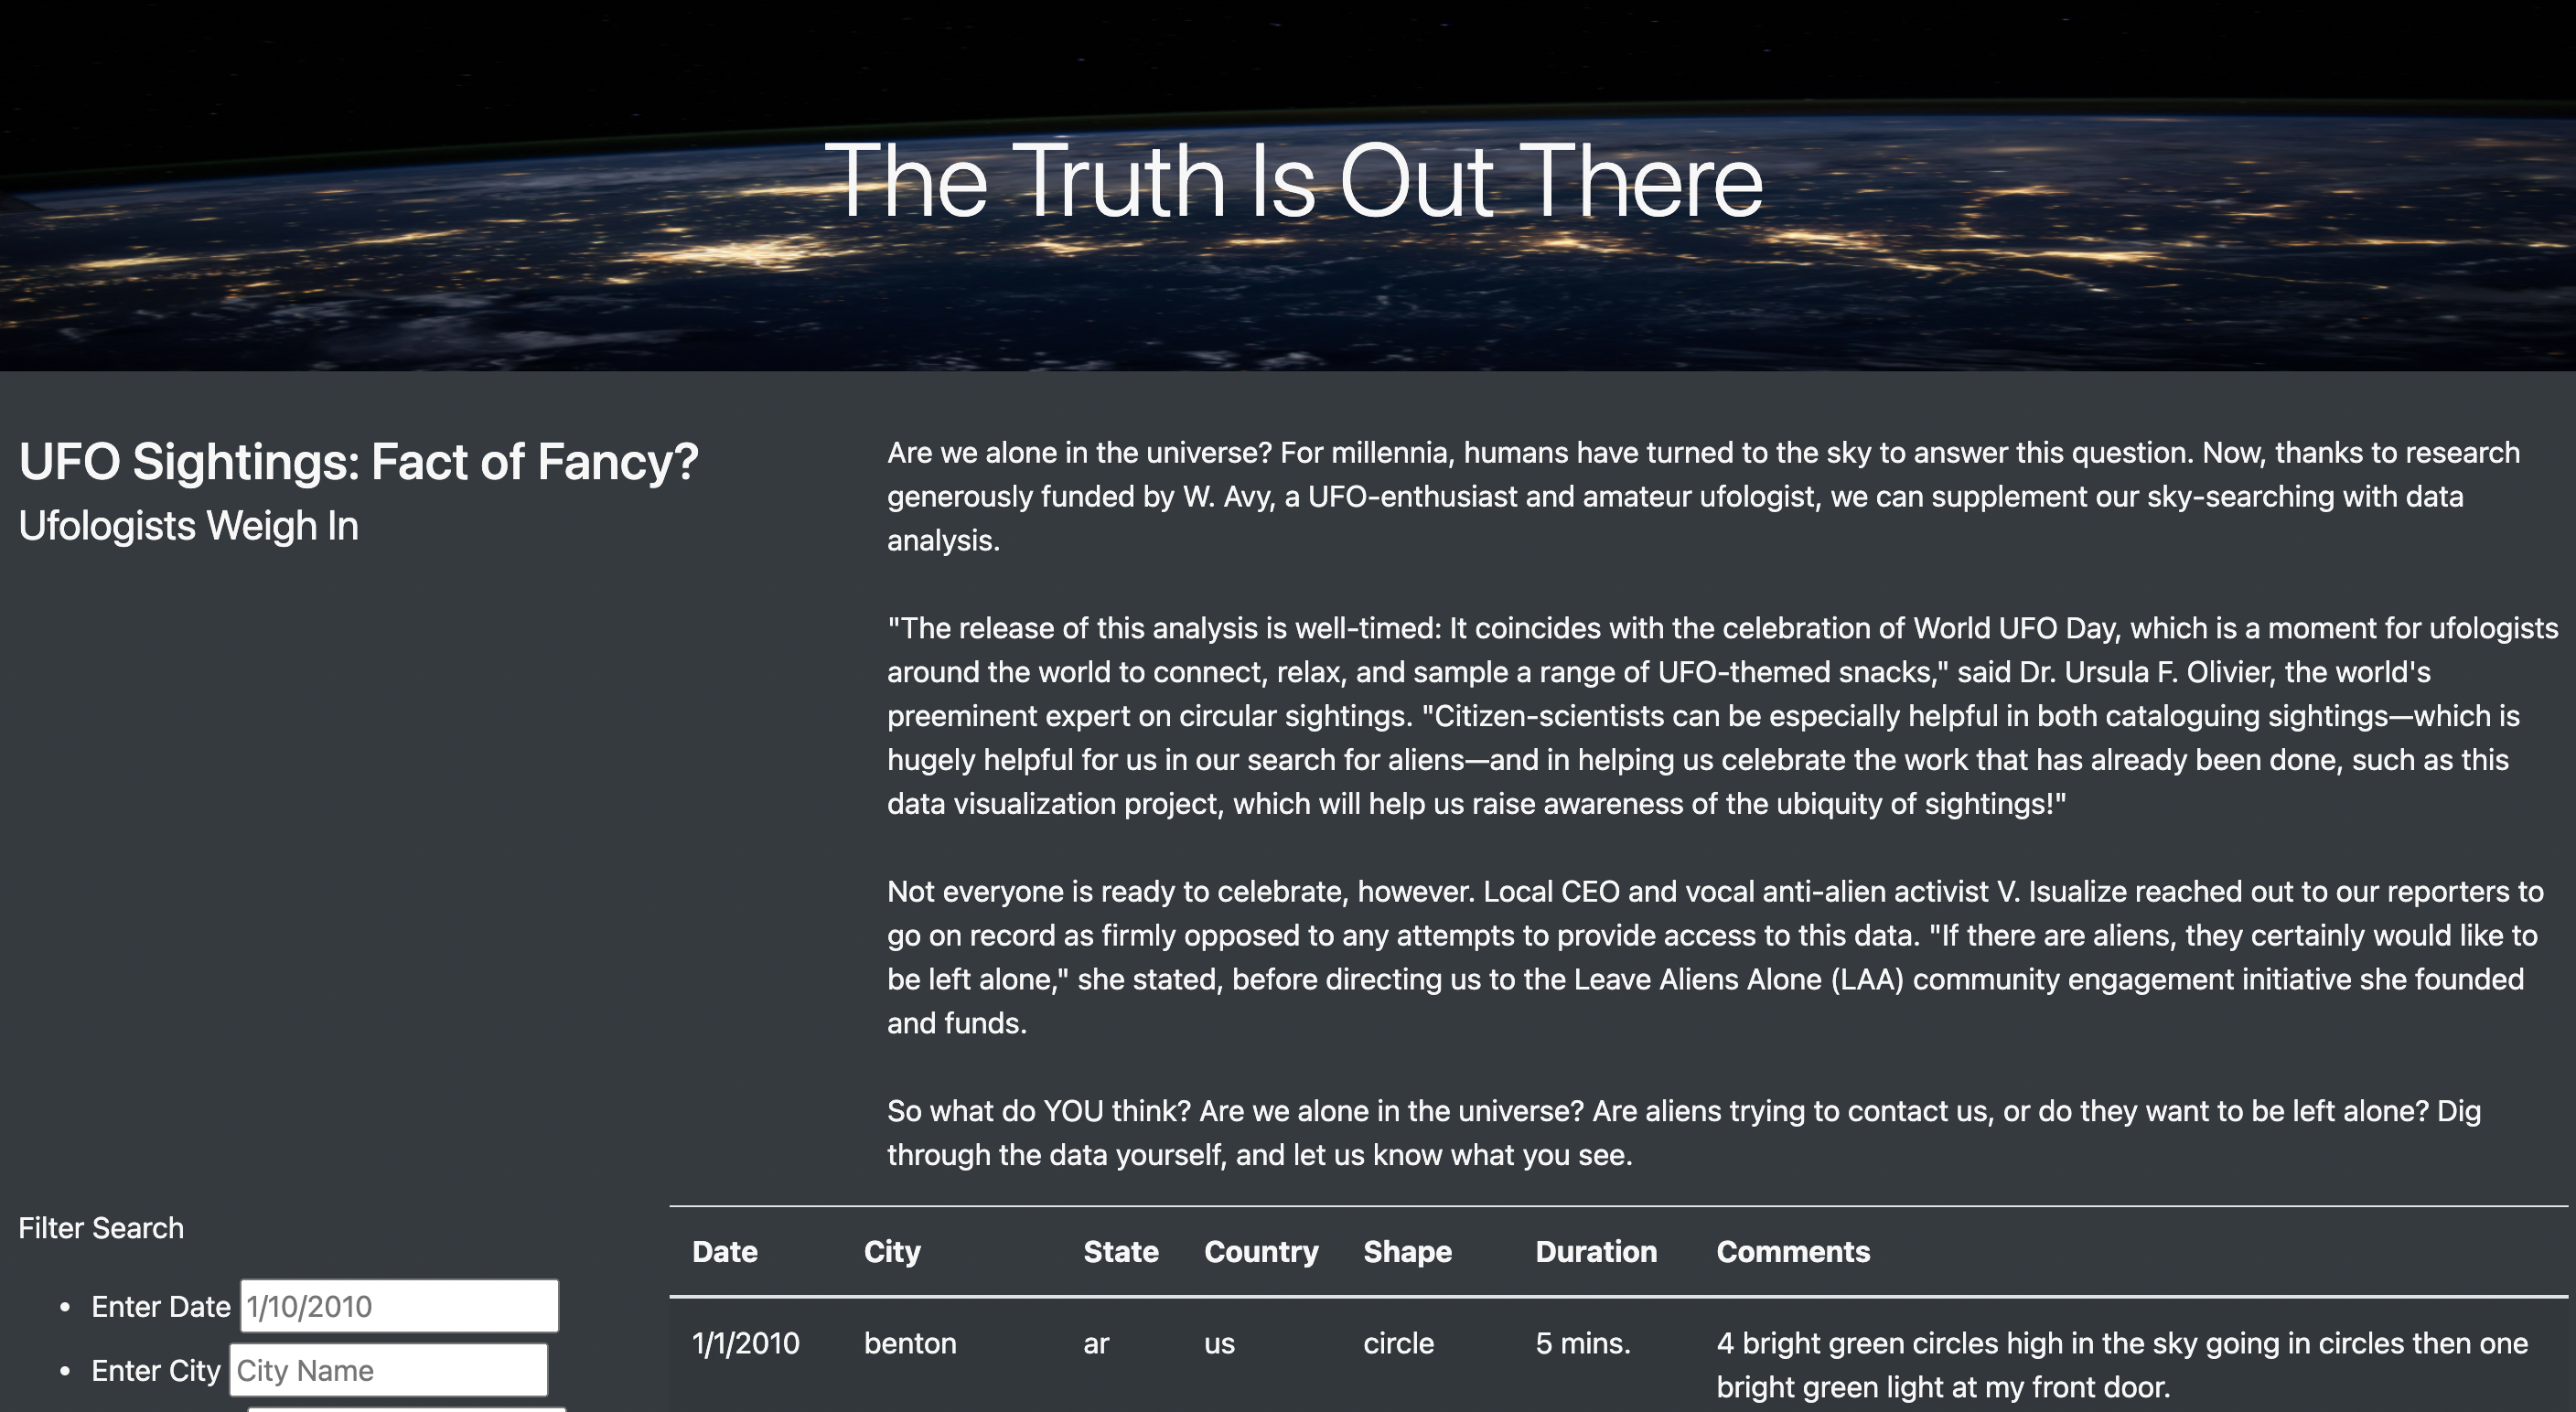 The Truth Is Out There
UFO Sightings: Fact of Fancy?
Ufologists Weigh In
Are we alone in the universe? For millennia, humans have turned to the sky to answer this question. Now, thanks to research
generously funded by W. Avy, a UFO-enthusiast and amateur ufologist, we can supplement our sky-searching with data
analysis.
"The release of this analysis is well-timed: It coincides with the celebration of World UFO Day, which is a moment for ufologists
around the world to connect, relax, and sample a range of UFO-themed snacks," said Dr. Ursula F. Olivier, the world's
preeminent expert on circular sightings. "Citizen-scientists can be especially helpful in both cataloguing sightings—which is
hugely helpful for us in our search for aliens—and in helping us celebrate the work that has already been done, such as this
data visualization project, which will help us raise awareness of the ubiquity of sightings!"
Not everyone is ready to celebrate, however. Local CEO and vocal anti-alien activist V. Isualize reached out to our reporters to
go on record as firmly opposed to any attempts to provide access to this data. "If there are aliens, they certainly would like to
be left alone," she stated, before directing us to the Leave Aliens Alone (LAA) community engagement initiative she founded
and funds.
So what do YOU think? Are we alone in the universe? Are aliens trying to contact us, or do they want to be left alone? Dig
through the data yourself, and let us know what you see.
Filter Search
• Enter Date 1/10/2010
• Enter City City Name
Date City State Country Shape Duration Comments
1/1/2010 benton ar us circle 5 mins. 4 bright green circles high in the sky going in circles then one
bright green light at my front door.